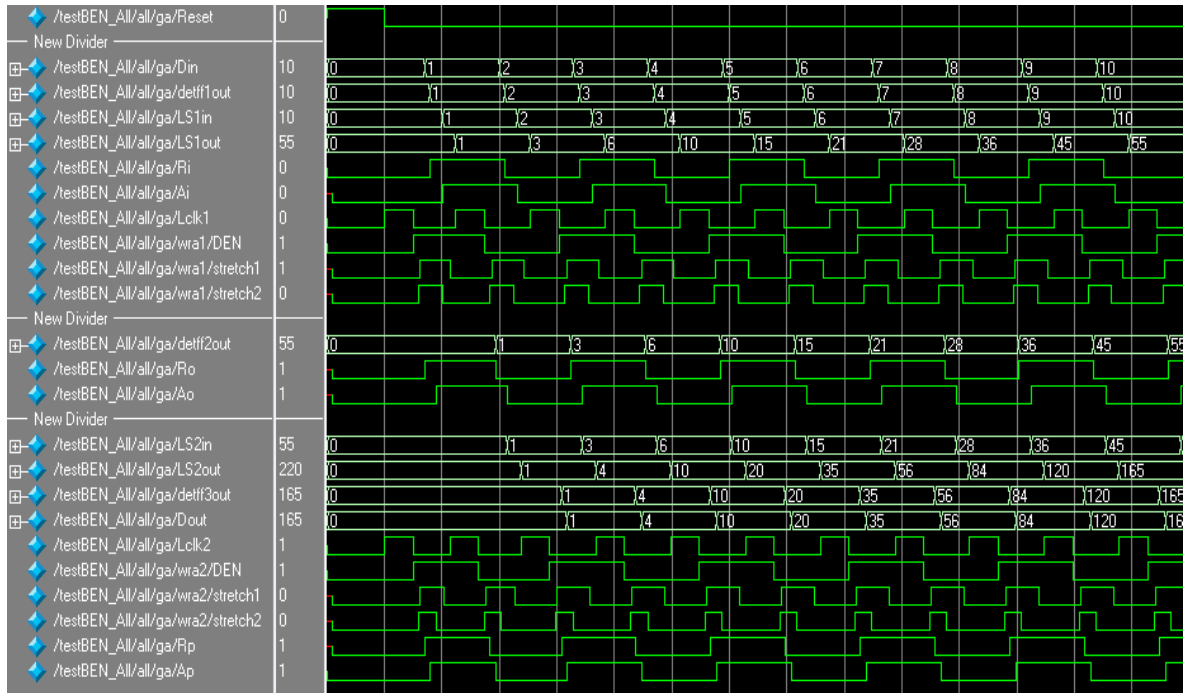 /testBEN_All/all/ga/Reset 0
New Divider
/testBEN_All/all/ga/Din 10 0 1 2 3 4 5 6 7 8 9 10
/testBEN_All/all/ga/detff1out 10 0 1 2 3 4 5 6 7 8 9 10
/testBEN_All/all/ga/LS1in 10 0 1 2 3 4 5 6 7 8 9 10
/testBEN_All/all/ga/LS1out 55 0 1 3 6 10 15 21 28 36 45 55
/testBEN_All/all/ga/Ri 0
/testBEN_All/all/ga/Ai 0
/testBEN_All/all/ga/Lclk1 0
/testBEN_All/all/ga/wra1/DEN 1
/testBEN_All/all/ga/wra1/stretch1 1
/testBEN_All/all/ga/wra1/stretch2 0
New Divider
/testBEN_All/all/ga/detff2out 55 0 1 3 6 10 15 21 28 36 45 55
/testBEN_All/all/ga/Ro 1
/testBEN_All/all/ga/Ao 1
New Divider
/testBEN_All/all/ga/LS2in 55 0 1 3 6 10 15 21 28 36 45
/testBEN_All/all/ga/LS2out 220 0 1 4 10 20 35 56 84 120 165
/testBEN_All/all/ga/detff3out 165 0 1 4 10 20 35 56 84 120 165
/testBEN_All/all/ga/Dout 165 0 1 4 10 20 35 56 84 120 16
/testBEN_All/all/ga/Lclk2 1
/testBEN_All/all/ga/wra2/DEN 1
/testBEN_All/all/ga/wra2/stretch1 0
/testBEN_All/all/ga/wra2/stretch2 0
/testBEN_All/all/ga/Rp 1
/testBEN_All/all/ga/Ap 1